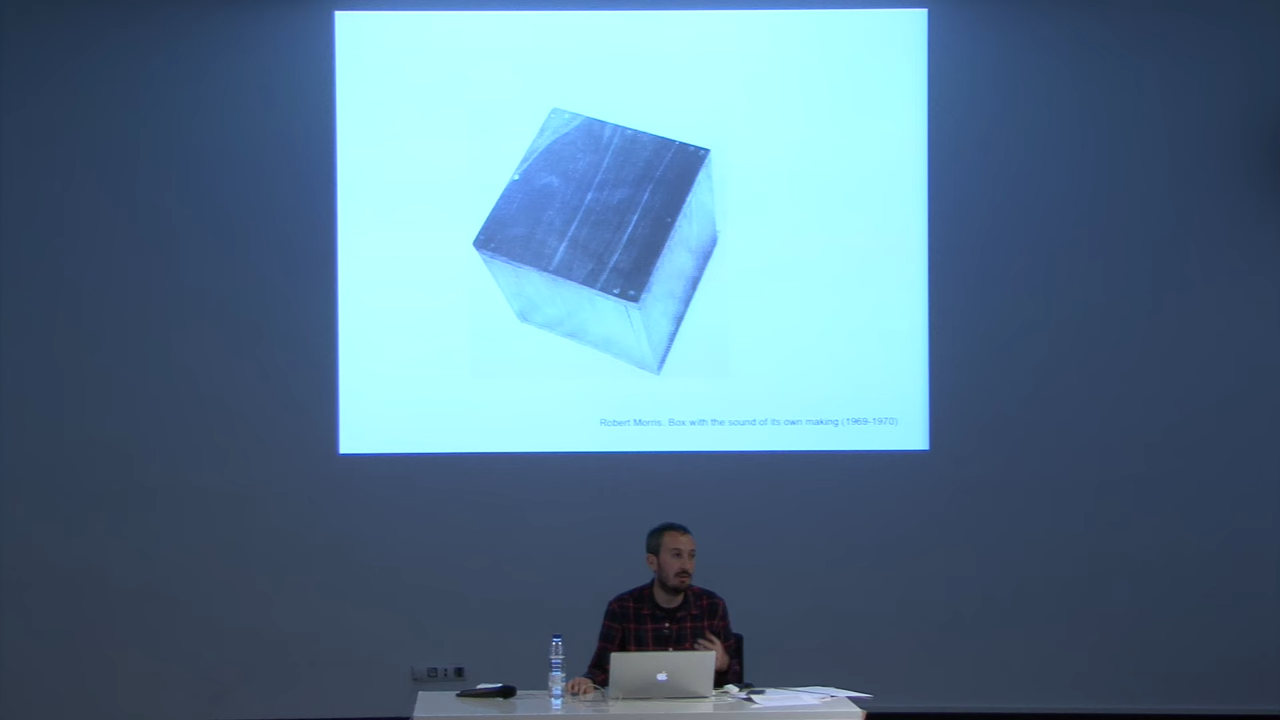 Robert Morris. Box with the sound of its own making (1969-1970)